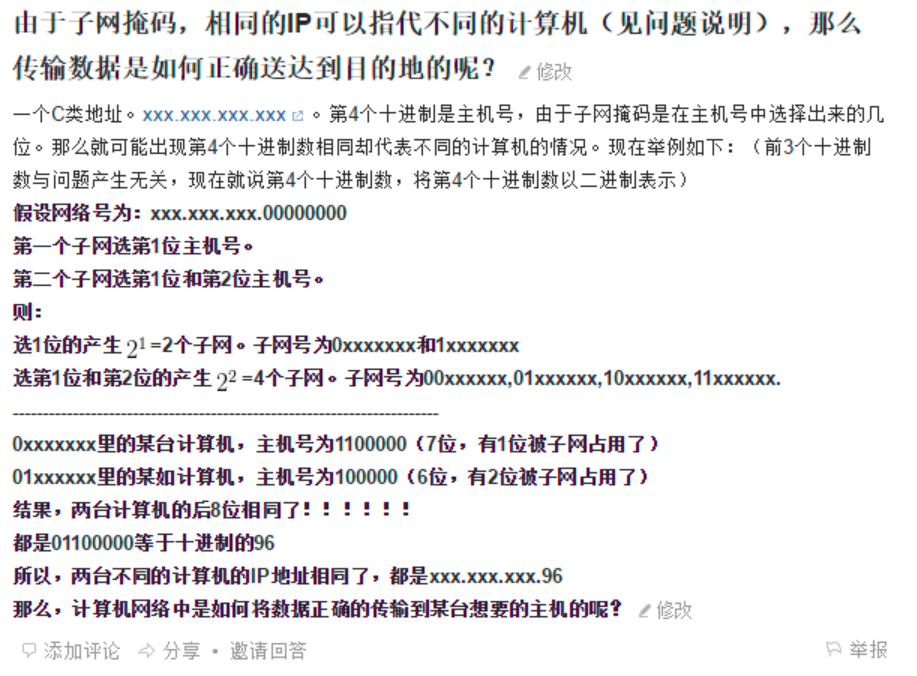 由于子网掩码，相同的IP可以指代不同的计算机（见问题说明），那么
传输数据是如何正确送达到目的地的呢？ 修改
一个C类地址。xxx.xxx.xxx.xxx 。第4个十进制是主机号，由于子网掩码是在主机号中选择出来的几
位。那么就可能出现第4个十进制数相同却代表不同的计算机的情况。现在举例如下：（前3个十进制
数与问题产生无关，现在就说第4个十进制数，将第4个十进制数以二进制表示）
假设网络号为：xxx.xxx.xxx.00000000
第一个子网选第1位主机号。
第二个子网选第1位和第2位主机号。
则：
选1位的产生 2^1 =2个子网。子网号为0xxxxxxx和1xxxxxxx
选第1位和第2位的产生 2^2 =4个子网。子网号为00xxxxxx,01xxxxxx,10xxxxxx,11xxxxxx.
-----------------------------------------------------------------------
0xxxxxxx里的某台计算机，主机号为1100000（7位，有1位被子网占用了）
01xxxxxx里的某如计算机，主机号为100000（6位，有2位被子网占用了）
结果，两台计算机的后8位相同了！！！！！！
都是01100000等于十进制的96
所以，两台不同的计算机的IP地址相同了，都是xxx.xxx.xxx.96
那么，计算机网络中是如何将数据正确的传输到某台想要的主机的呢？ 修改
添加评论 分享 • 邀请回答 举报